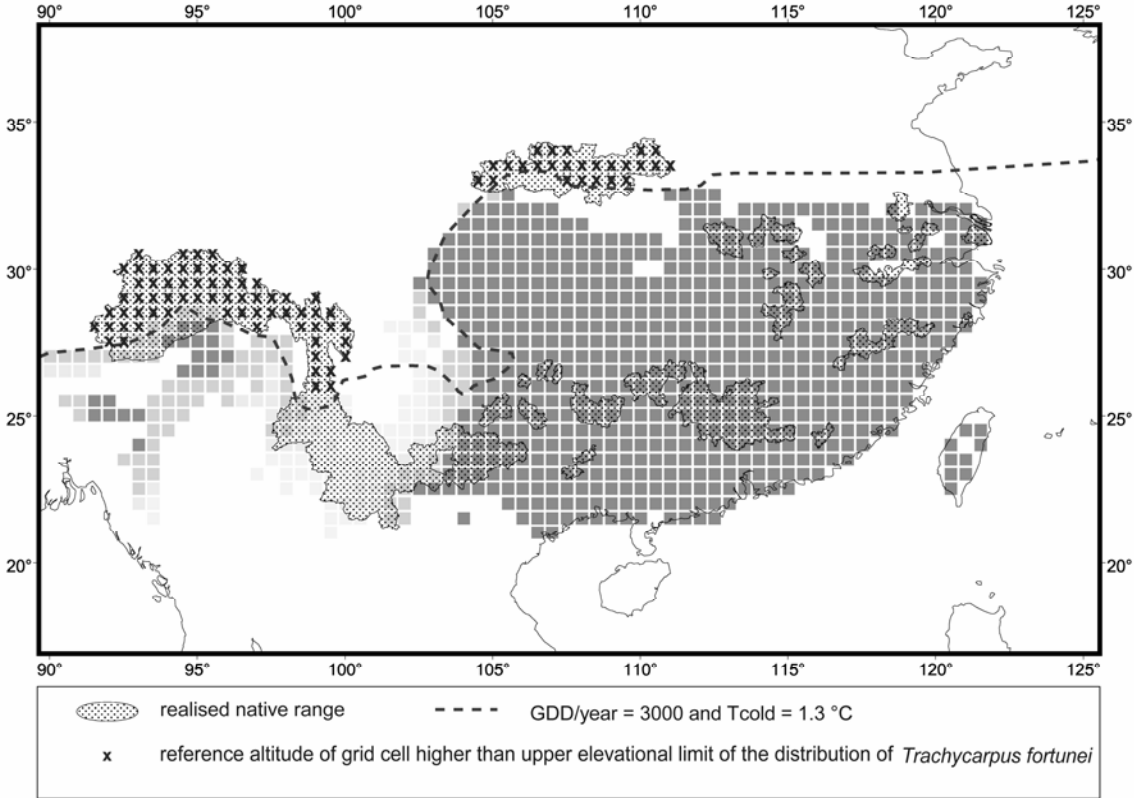 90° 95° 100° 105° 110° 115° 120° 125°
35° 35°
30° 30°
25° 25°
20° 20°
90° 95° 100° 105° 110° 115° 120° 125°
realised native range GDD/year = 3000 and Tcold = 1.3 °C
x reference altitude of grid cell higher than upper elevational limit of the distribution of Trachycarpus fortunei